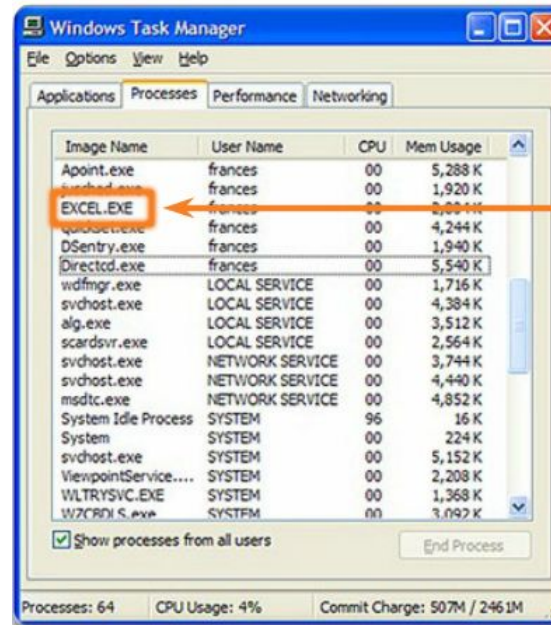 Windows Task Manager
File Options View Help
Applications Processes Performance Networking
Image Name User Name CPU Mem Usage
Apoint.exe frances 00 5,288 K
frances 00 1,920 K
EXCEL.EXE 00
frances 00 4,244 K
DSentry.exe frances 00 1,940 K
Directcd.exe frances 00 5,540 K
wdfmgr.exe LOCAL SERVICE 00 1,716 K
svchost.exe LOCAL SERVICE 00 4,384 K
alg.exe LOCAL SERVICE 00 3,512 K
scardsvr.exe LOCAL SERVICE 00 2,564 K
svchost.exe NETWORK SERVICE 00 3,744 K
svchost.exe NETWORK SERVICE 00 4,440 K
msdtc.exe NETWORK SERVICE 00 4,852 K
System Idle Process SYSTEM 96 16 K
System SYSTEM 00 224 K
svchost.exe SYSTEM 00 5,152 K
ViewpointService.... SYSTEM 00 2,208 K
WLTRYSVC.EXE SYSTEM 00 1,368 K
WZCBDLS.exe SYSTEM 00 3,092 K
Show processes from all users
End Process
Processes: 64 CPU Usage: 4% Commit Charge: 507M / 2461M